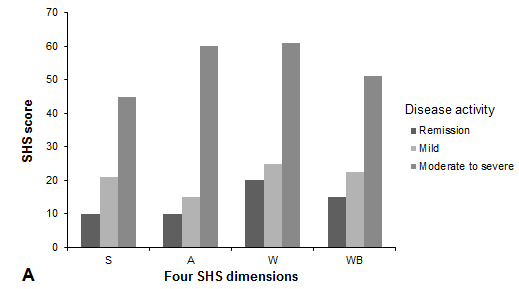 70
60
50
40
30
20
10
0
SHS score
S
A
W
WB
Four SHS dimensions
Disease activity
Remission
Mild
Moderate to severe
A